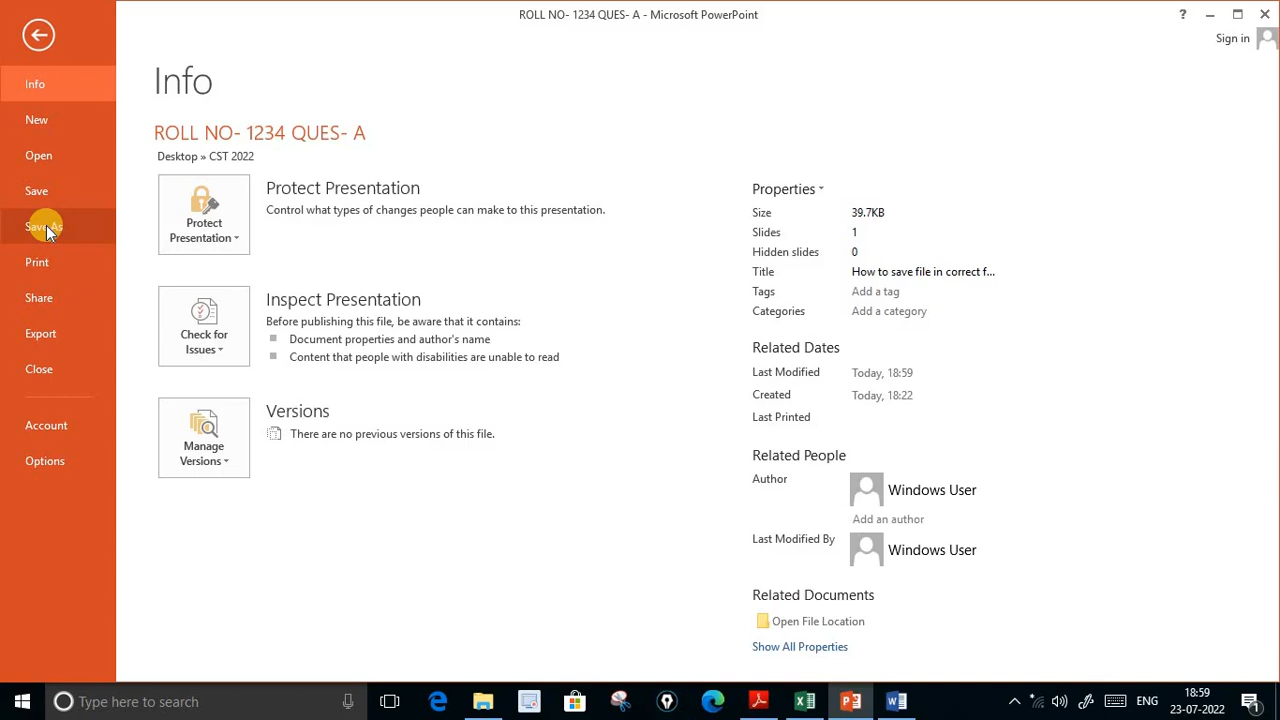 ROLL NO- 1234 QUES- A - Microsoft PowerPoint
?
Sign in
Info
New
Open
Save
Save As
Print
Share
Export
Close
Account
Options
Info
ROLL NO- 1234 QUES- A
Desktop » CST 2022
Protect Presentation
Protect Presentation
Control what types of changes people can make to this presentation.
Check for Issues
Inspect Presentation
Before publishing this file, be aware that it contains:
Document properties and author's name
Content that people with disabilities are unable to read
Manage Versions
Versions
There are no previous versions of this file.
Properties
Size 39.7KB
Slides 1
Hidden slides 0
Title How to save file in correct f...
Tags Add a tag
Categories Add a category
Related Dates
Last Modified Today, 18:59
Created Today, 18:22
Last Printed
Related People
Author Windows User
Add an author
Last Modified By Windows User
Related Documents
Open File Location
Show All Properties
Type here to search
ENG
18:59
23-07-2022
1